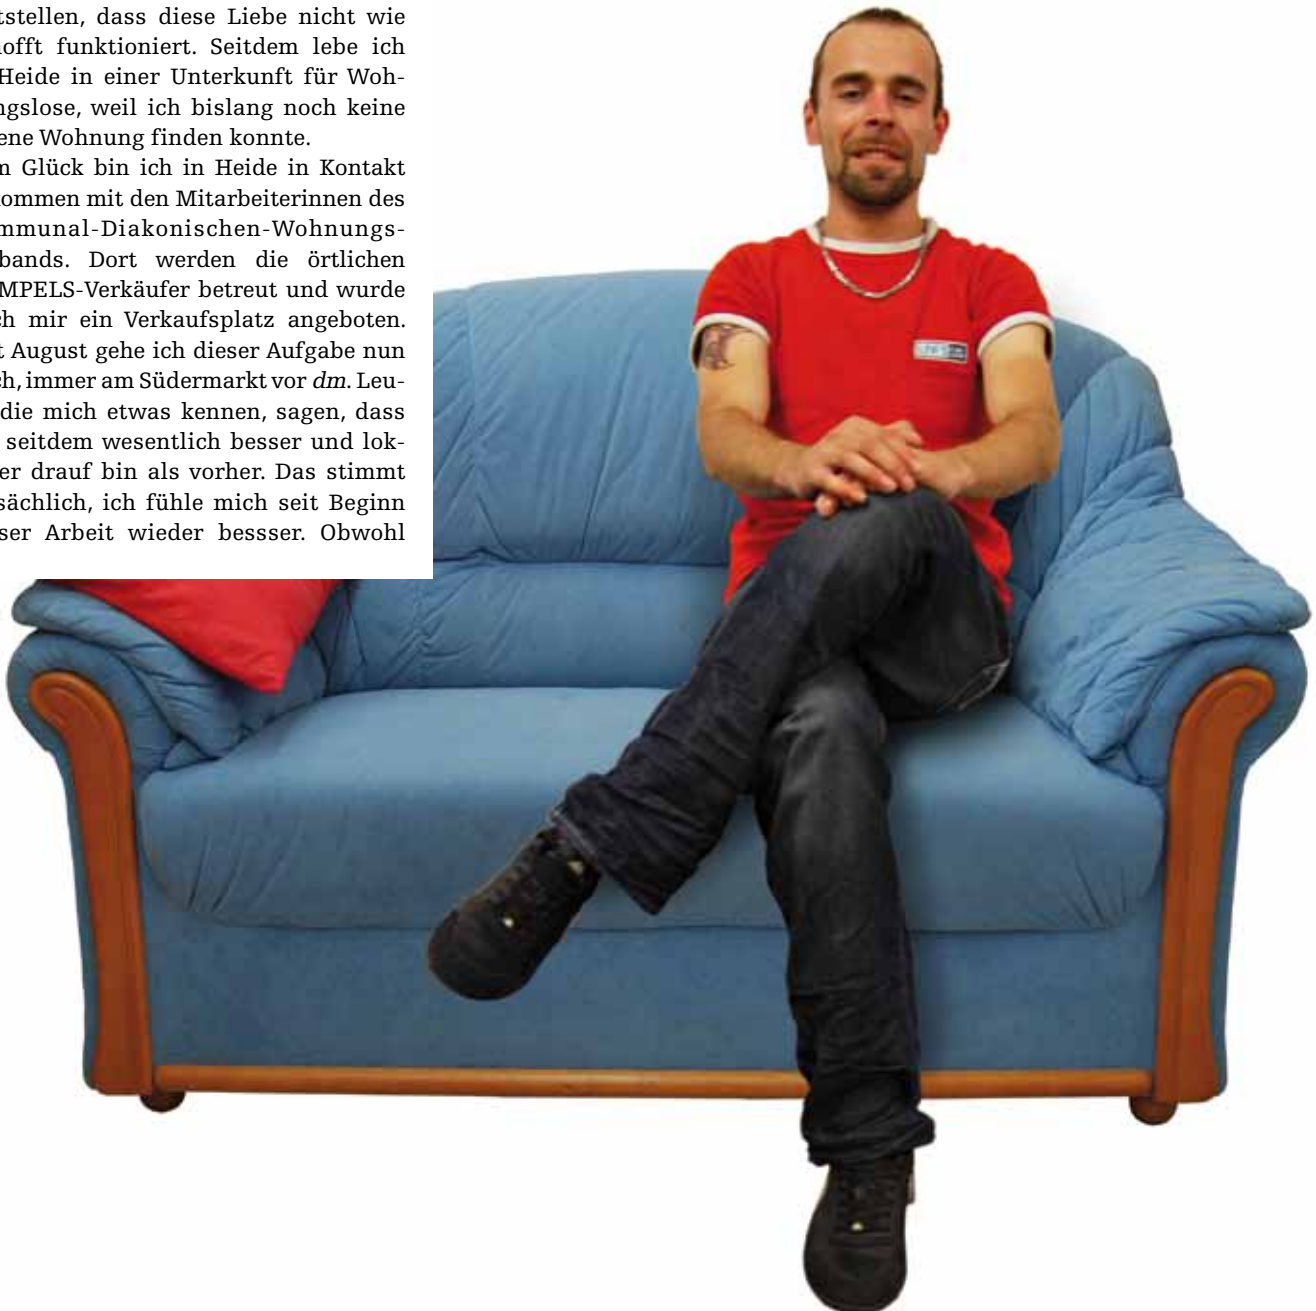 tstellen, dass diese Liebe nicht wie
hofft funktioniert. Seitdem lebe ich
Heide in einer Unterkunft für Woh-
ngslose, weil ich bislang noch keine
ene Wohnung finden konnte.
m Glück bin ich in Heide in Kontakt
kommen mit den Mitarbeiterinnen des
mmunal-Diakonischen-Wohnungs-
bands. Dort werden die örtlichen
MPELS-Verkäufer betreut und wurde
ch mir ein Verkaufsplatz angeboten.
t August gehe ich dieser Aufgabe nun
ch, immer am Südermarkt vor dm. Leu-
die mich etwas kennen, sagen, dass
seitdem wesentlich besser und lok-
er drauf bin als vorher. Das stimmt
sächlich, ich fühle mich seit Beginn
ser Arbeit wieder bessser. Obwohl